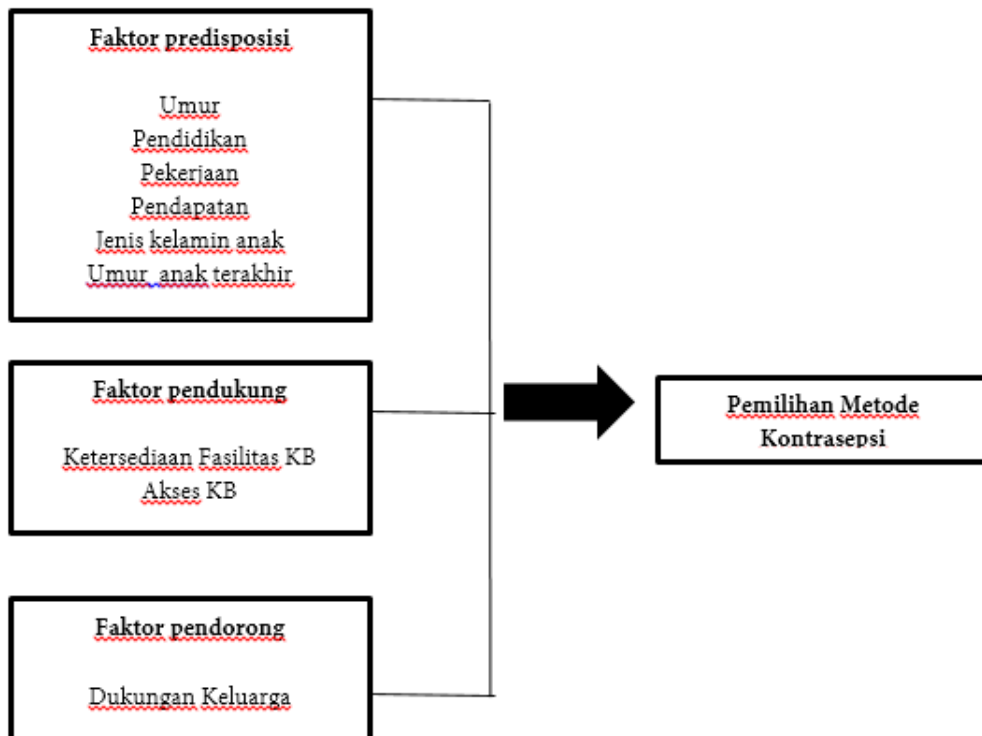 Faktor predisposisi
Umur
Pendidikan
Pekerjaan
Pendapatan
Jenis kelamin anak
Umur anak terakhir
Faktor pendukung
Ketersediaan Fasilitas KB
Akses KB
Faktor pendorong
Dukungan Keluarga
Pemilihan Metode
Kontrasepsi